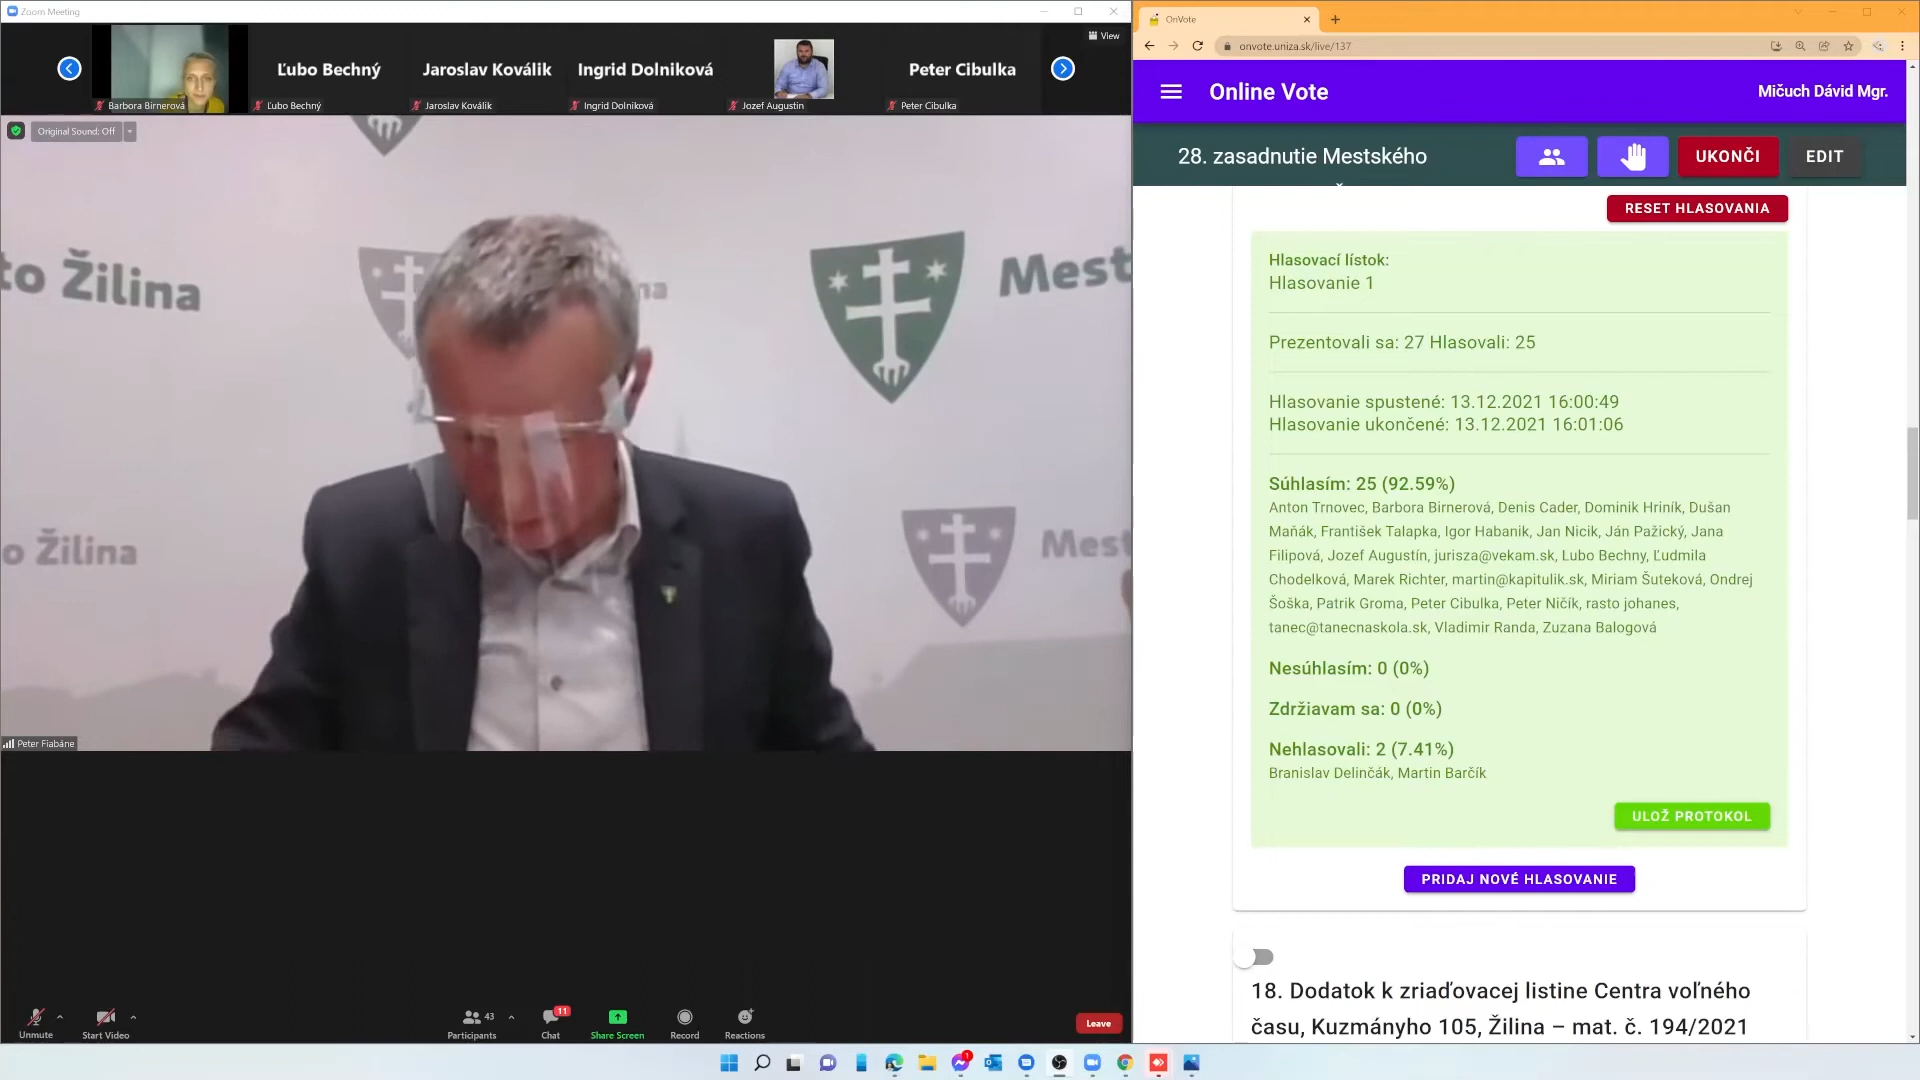 Zoom Meeting
View
Ľubo Bechný
Jaroslav Koválik
Ingrid Dolniková
Peter Cibulka
Barbora Birnerová
Ľubo Bechný
Jaroslav Koválik
Ingrid Dolniková
Jozef Augustín
Peter Cibulka
Original Sound: Off
to Žilina
na
Mest
o Žilina
Mest
Peter Fiabáne
Unmute
Start Video
43
Participants
11
Chat
Share Screen
Record
Reactions
Leave
OnVote
onvote.uniza.sk/live/137
Online Vote
Mičuch Dávid Mgr.
28. zasadnutie Mestského
UKONČI
EDIT
RESET HLASOVANIA
Hlasovací lístok:
Hlasovanie 1
Prezentovali sa: 27 Hlasovali: 25
Hlasovanie spustené: 13.12.2021 16:00:49
Hlasovanie ukončené: 13.12.2021 16:01:06
Súhlasím: 25 (92.59%)
Anton Trnovec, Barbora Birnerová, Denis Cader, Dominik Hriník, Dušan
Maňák, František Talapka, Igor Habanik, Jan Nicik, Ján Pažický, Jana
Filipová, Jozef Augustín, jurisza@vekam.sk, Lubo Bechny, Ľudmila
Chodelková, Marek Richter, martin@kapitulik.sk, Miriam Šuteková, Ondrej
Šoška, Patrik Groma, Peter Cibulka, Peter Ničík, rasto johanes,
tanec@tanecnaskola.sk, Vladimir Randa, Zuzana Balogová
Nesúhlasím: 0 (0%)
Zdržiavam sa: 0 (0%)
Nehlasovali: 2 (7.41%)
Branislav Delinčák, Martin Barčík
ULOŽ PROTOKOL
PRIDAJ NOVÉ HLASOVANIE
18. Dodatok k zriaďovacej listine Centra voľného
času, Kuzmányho 105, Žilina – mat. č. 194/2021
1